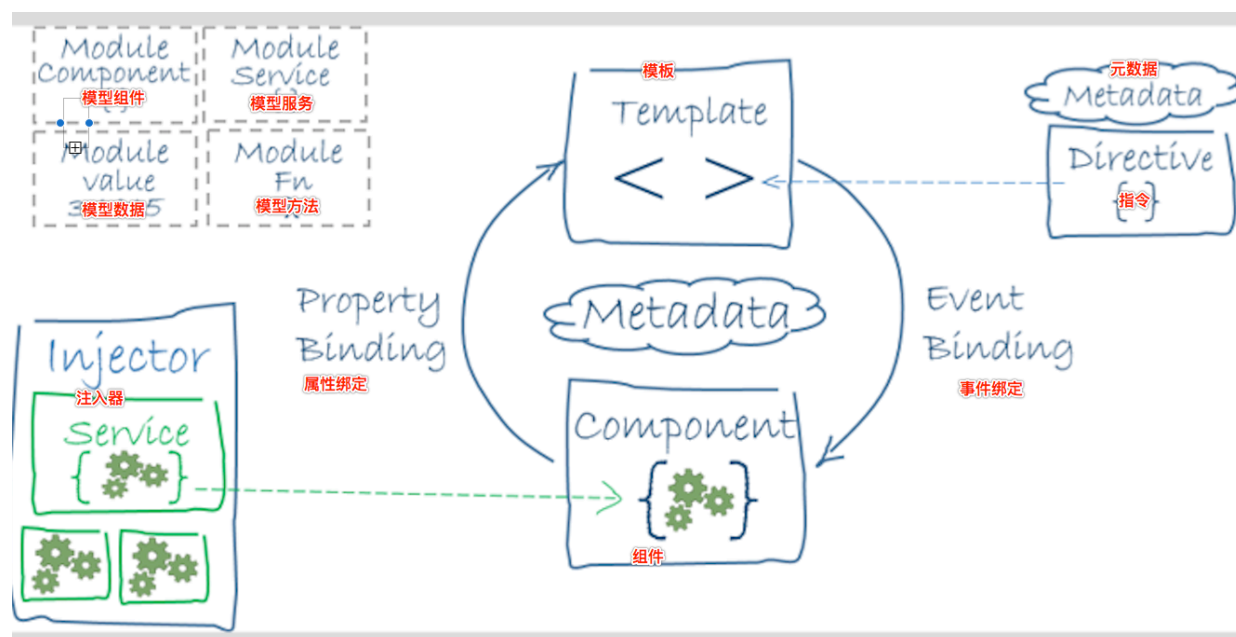 Module
Component
模型组件
Module
Service
模型服务
Module
value
模型数据
Module
Fn
模型方法
模板
Template
< >
元数据
Metadata
Directive
{ }
指令
Property
Binding
属性绑定
Metadata
Event
Binding
事件绑定
Injector
注入器
Service
{ }
Component
{ }
组件